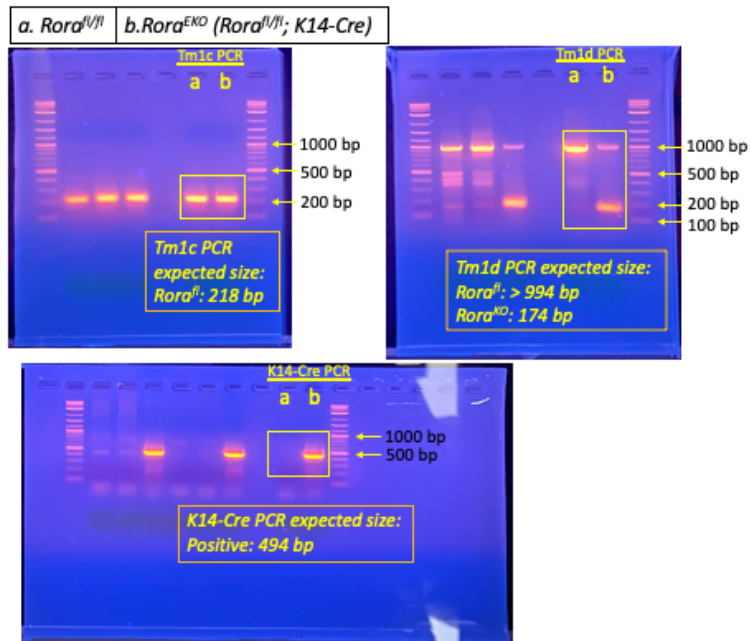 a. Rora^fl/fl b.Rora^EKO (Rora^fl/fl; K14-Cre)
Tm1c PCR
a b
1000 bp
500 bp
200 bp
Tm1c PCR
expected size:
Rora^fl: 218 bp
Tm1d PCR
a b
1000 bp
500 bp
200 bp
100 bp
Tm1d PCR expected size:
Rora^fl: > 994 bp
Rora^KO: 174 bp
K14-Cre PCR
a b
1000 bp
500 bp
K14-Cre PCR expected size:
Positive: 494 bp